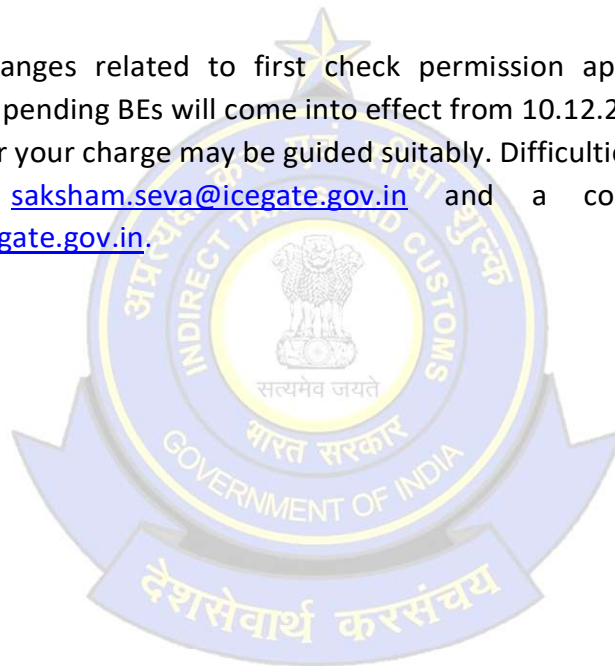 anges related to first check permission ap
pending BEs will come into effect from 10.12.2
r your charge may be guided suitably. Difficultie
saksham.seva@icegate.gov.in and a co
gate.gov.in.
अप्रत्यक्ष कर एवं सीमा शुल्क
INDIRECT TAXES AND CUSTOMS
सत्यमेव जयते
भारत सरकार
GOVERNMENT OF INDIA
देशसेवार्थ करसंचय